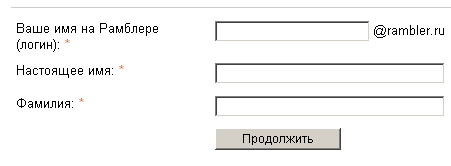 Ваше имя на Рамблере @rambler.ru
(логин): *
Настоящее имя: *
Фамилия: *
Продолжить